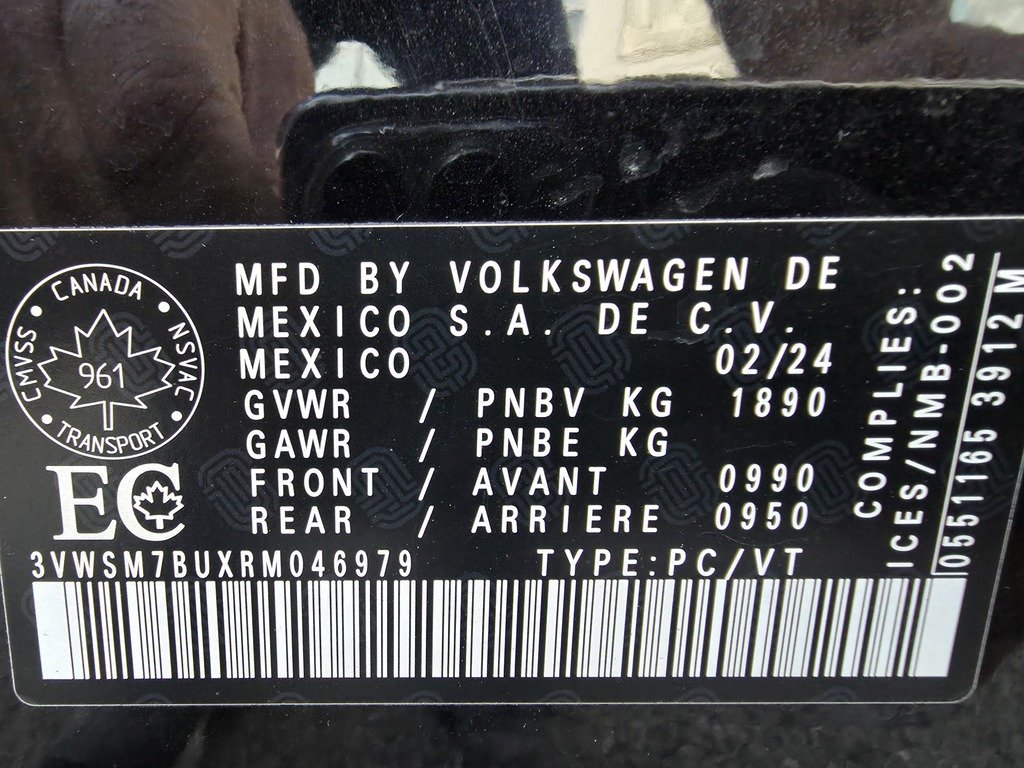 CANADA
CMVSS
NSVAC
961
TRANSPORT
EC
MFD BY VOLKSWAGEN DE
MEXICO S.A. DE C.V.
MEXICO 02/24
GVWR / PNBV KG 1890
GAWR / PNBE KG
FRONT / AVANT 0990
REAR / ARRIERE 0950
3VWSM7BUXRM046979 TYPE:PC/VT
COMPLIES:
ICES/NMB-002
0551165 3912 M